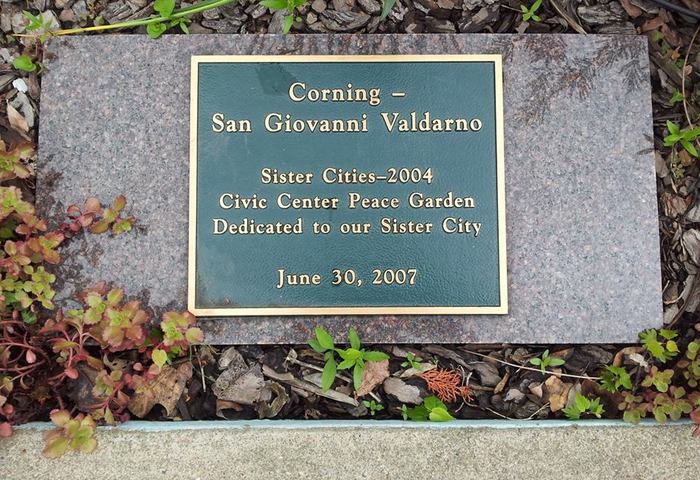 Corning –
San Giovanni Valdarno
Sister Cities–2004
Civic Center Peace Garden
Dedicated to our Sister City
June 30, 2007